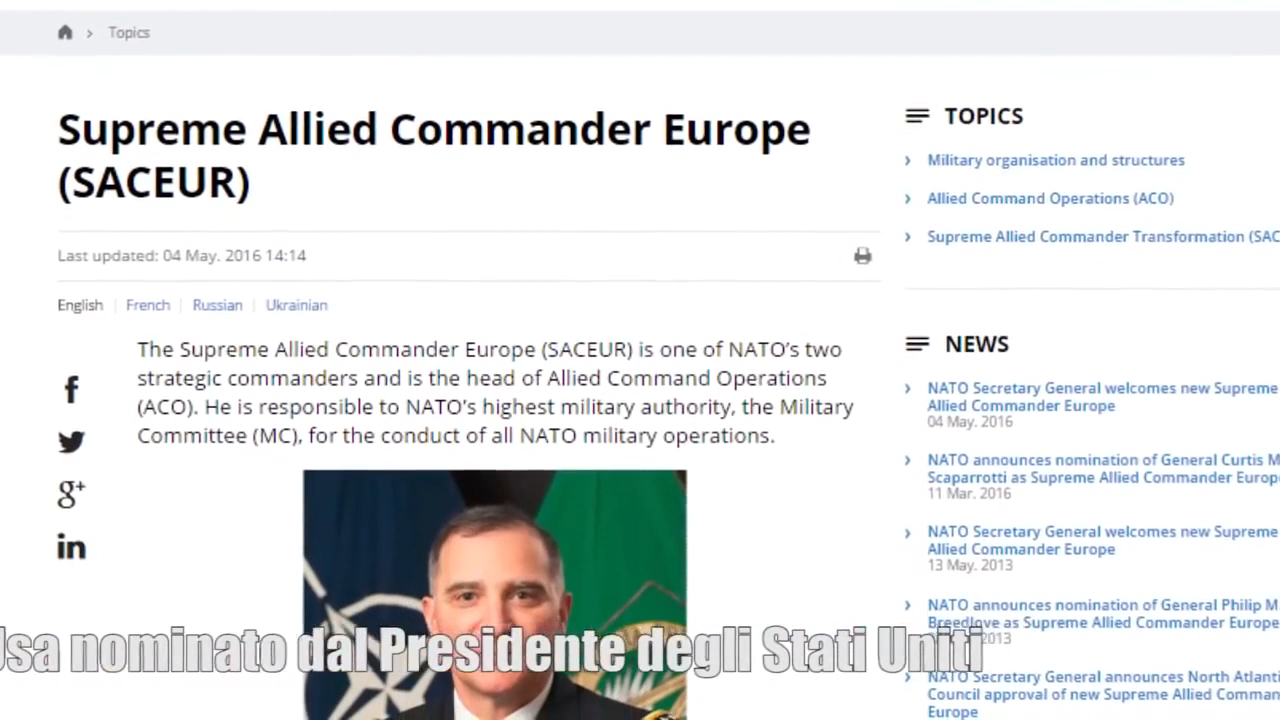 Topics
Supreme Allied Commander Europe
(SACEUR)
Last updated: 04 May. 2016 14:14
English
French
Russian
Ukrainian
The Supreme Allied Commander Europe (SACEUR) is one of NATO's two
strategic commanders and is the head of Allied Command Operations
(ACO). He is responsible to NATO's highest military authority, the Military
Committee (MC), for the conduct of all NATO military operations.
TOPICS
Military organisation and structures
Allied Command Operations (ACO)
Supreme Allied Commander Transformation (SAC
NEWS
NATO Secretary General welcomes new Supreme
Allied Commander Europe
04 May. 2016
NATO announces nomination of General Curtis M
Scaparrotti as Supreme Allied Commander Europe
11 Mar. 2016
NATO Secretary General welcomes new Supreme
Allied Commander Europe
13 May. 2013
NATO announces nomination of General Philip M
Breedlove as Supreme Allied Commander Europe
2013
NATO Secretary General announces North Atlanti
Council approval of new Supreme Allied Comman
Europe
Usa nominato dal Presidente degli Stati Uniti